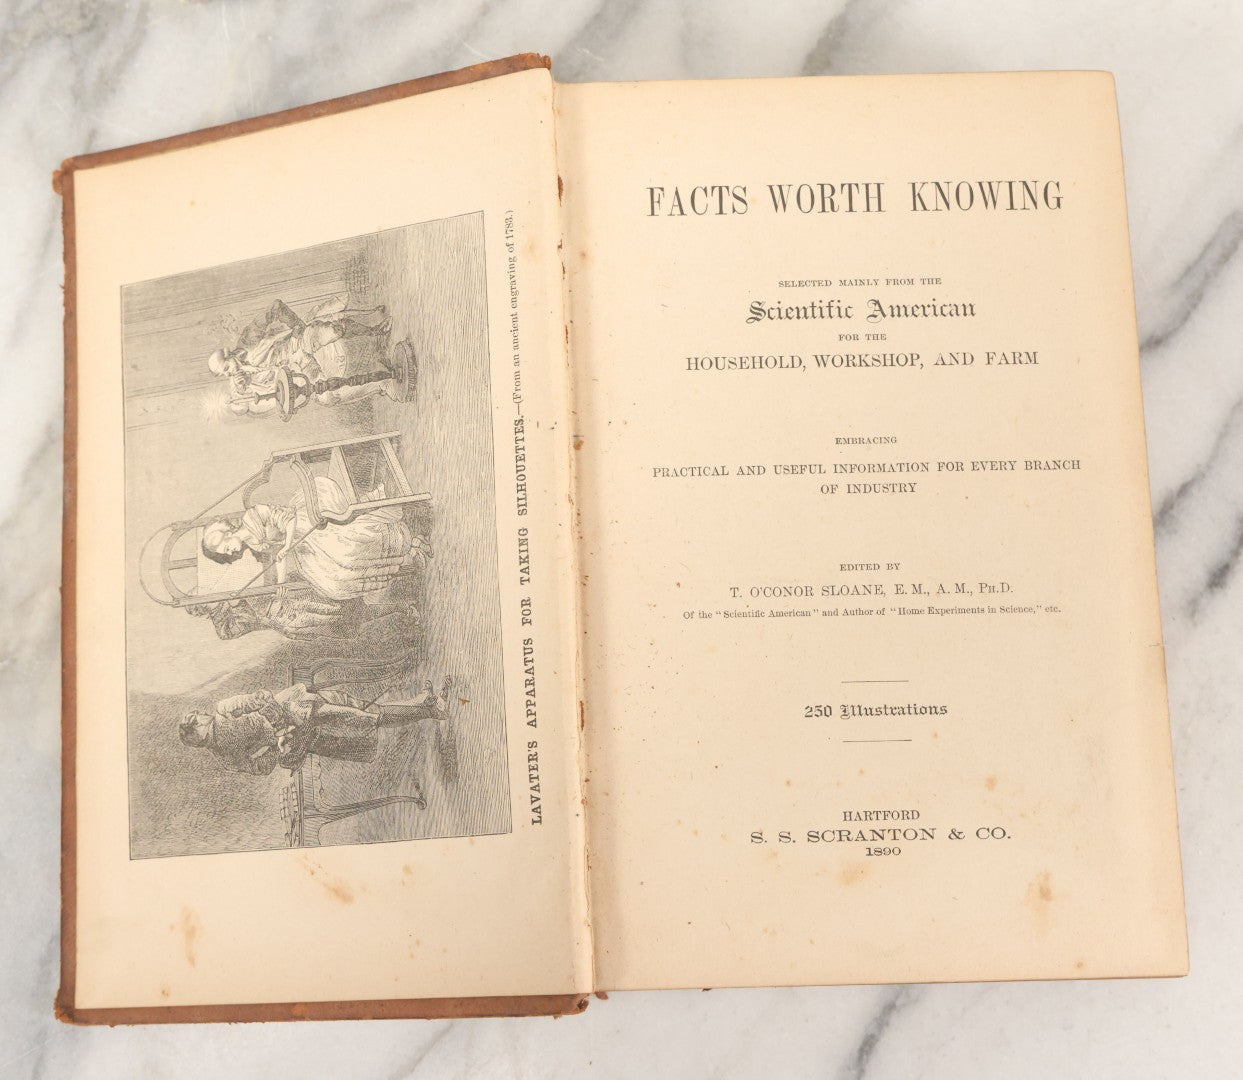 LAVATER'S APPARATUS FOR TAKING SILHOUETTES.—(From an ancient engraving of 1783.)
FACTS WORTH KNOWING
SELECTED MAINLY FROM THE
Scientific American
FOR THE
HOUSEHOLD, WORKSHOP, AND FARM
EMBRACING
PRACTICAL AND USEFUL INFORMATION FOR EVERY BRANCH
OF INDUSTRY
EDITED BY
T. O'CONOR SLOANE, E. M., A. M., PH.D.
Of the "Scientific American" and Author of "Home Experiments in Science," etc.
250 Illustrations
HARTFORD
S. S. SCRANTON & CO.
1890